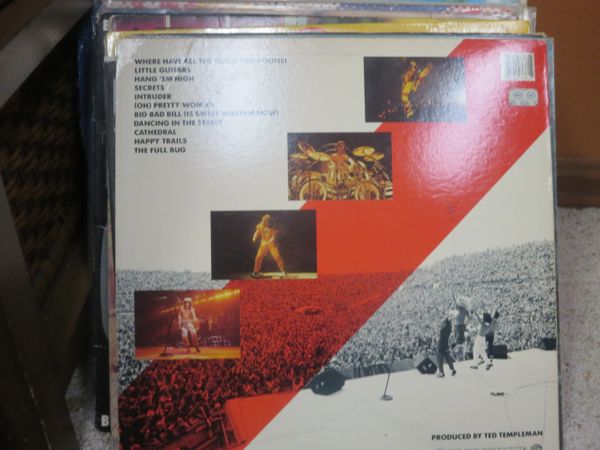 WHERE HAVE ALL THE GOOD TIMES GONE!
LITTLE GUITARS
HANG 'EM HIGH
SECRETS
INTRUDER
(OH) PRETTY WOMAN
BIG BAD BILL (IS SWEET WILLIAM NOW)
DANCING IN THE STREET
CATHEDRAL
HAPPY TRAILS
THE FULL BUG
PRODUCED BY TED TEMPLEMAN
B